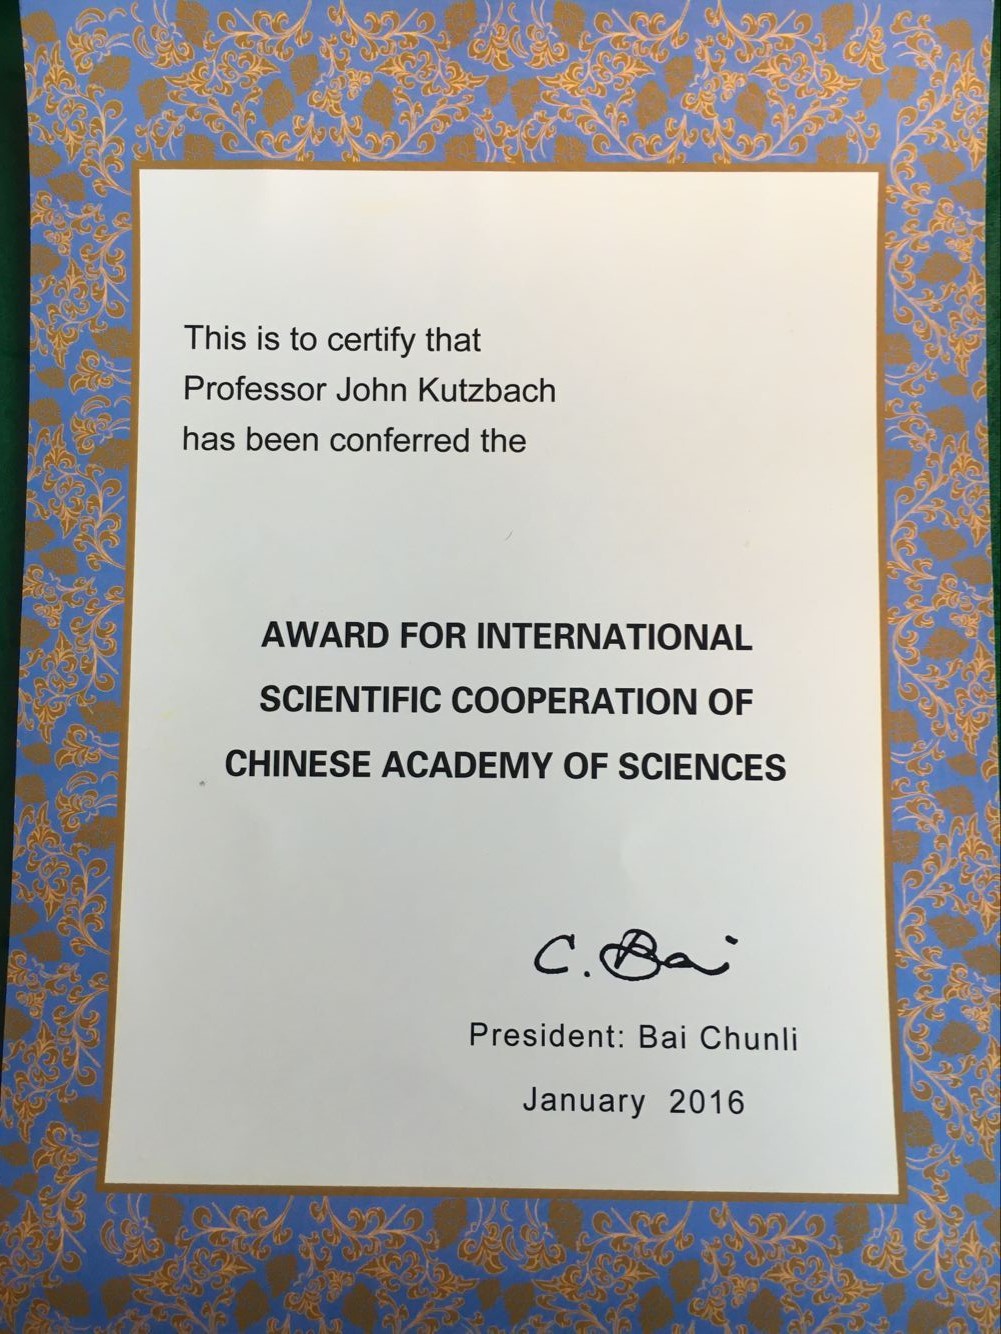 This is to certify that
Professor John Kutzbach
has been conferred the
AWARD FOR INTERNATIONAL
SCIENTIFIC COOPERATION OF
CHINESE ACADEMY OF SCIENCES
C. Bai
President: Bai Chunli
January 2016